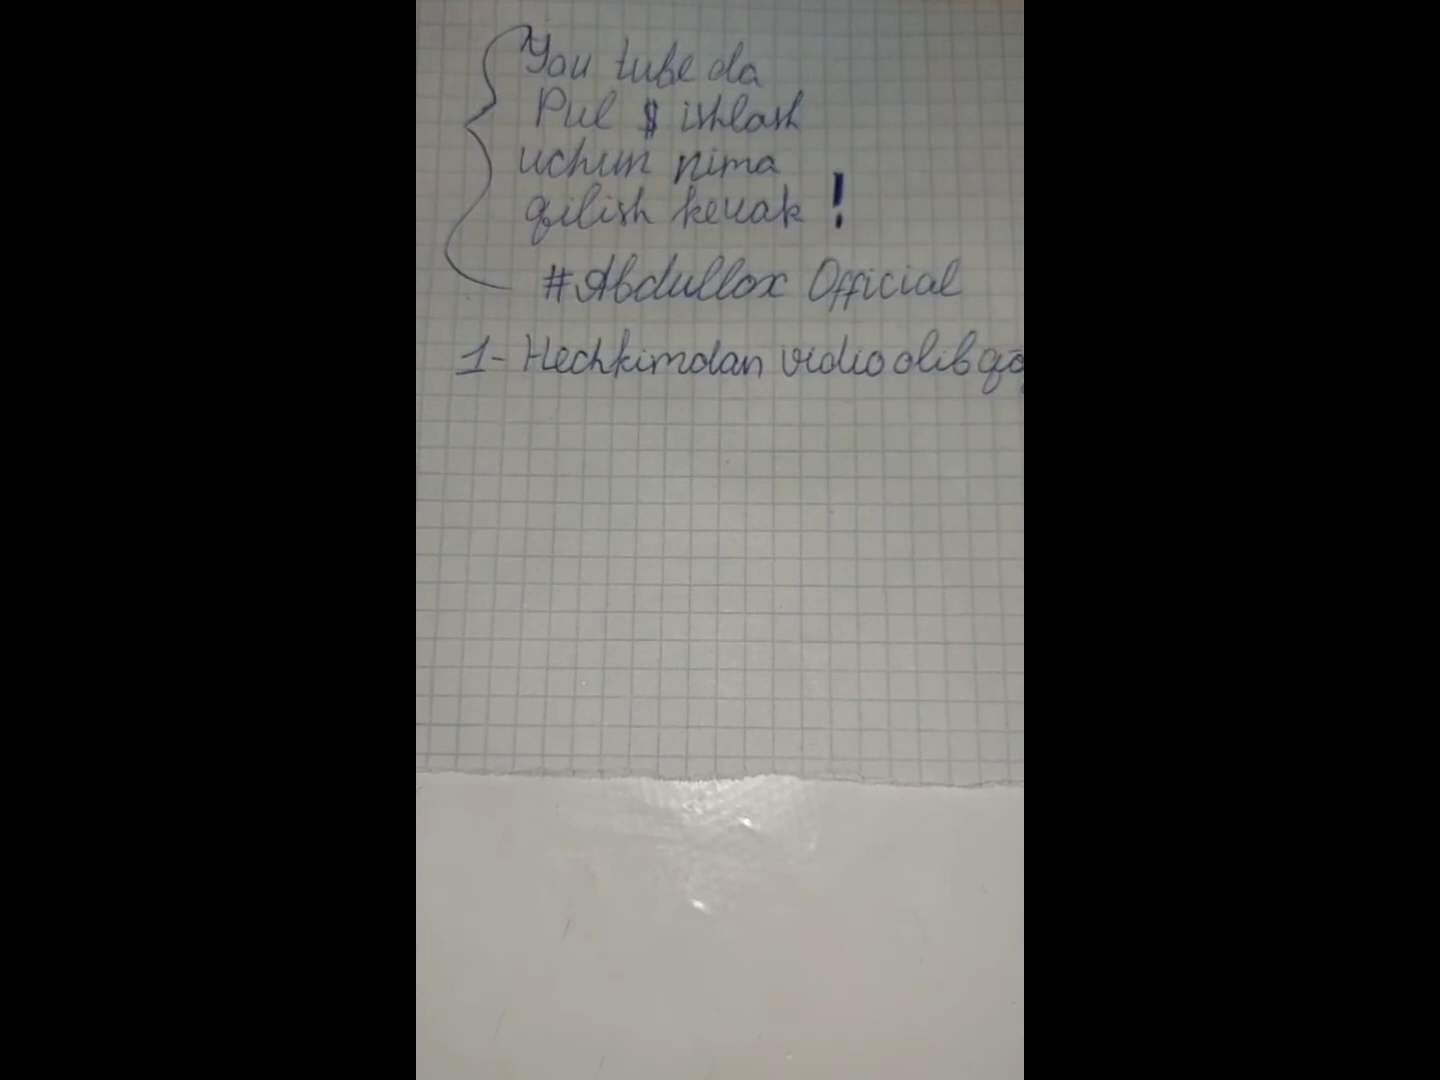 You tube da
Pul $ ishlash
uchun nima
qilish kerak !
#Abdullox Official
1- Hechkimdan vidio olib